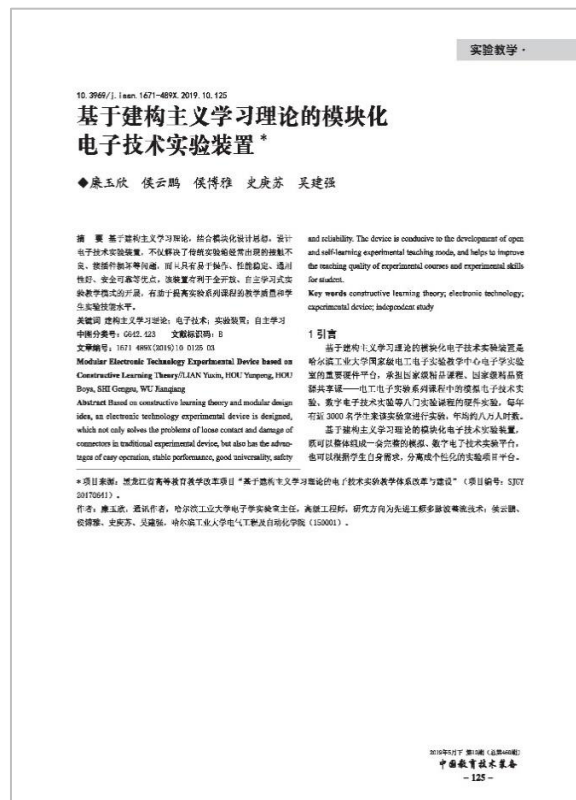 实验教学·
10.3969/j.issn.1671-489X.2019.10.125
基于建构主义学习理论的模块化
电子技术实验装置*
◆廉玉欣 侯云鹏 侯博雅 史庚苏 吴建强
摘 要 基于建构主义学习理论,结合模块化设计思想,设计
电子技术实验装置,不仅解决了传统实验箱经常出现的接触不
良、接插件损坏等问题,而且具有易于操作、性能稳定、通用
性好、安全可靠等优点。该装置有利于全开放、自主学习式实
验教学模式的开展,有助于提高实验系列课程的教学质量和学
生实验技能水平。
关键词 建构主义学习理论;电子技术;实验装置;自主学习
中图分类号:G642.423 文献标识码:B
文章编号:1671-489X(2019)10-0125-03
Modular Electronic Technology Experimental Device based on
Constructive Learning Theory//LIAN Yuxin, HOU Yunpeng, HOU
Boya, SHI Gengsu, WU Jianqiang
Abstract Based on constructive learning theory and modular design
idea, an electronic technology experimental device is designed,
which not only solves the problems of loose contact and damage of
connectors in traditional experimental device, but also has the advan-
tages of easy operation, stable performance, good universality, safety
and reliability. The device is conducive to the development of open
and self-learning experimental teaching mode, and helps to improve
the teaching quality of experimental courses and experimental skills
for student.
Key words constructive learning theory; electronic technology;
experimental device; independent study
1 引言
基于建构主义学习理论的模块化电子技术实验装置是
哈尔滨工业大学国家级电工电子实验教学中心电子学实验
室的重要硬件平台,承担国家级精品课程、国家级精品资
源共享课——电工电子实验系列课程中的模拟电子技术实
验、数字电子技术实验等八门实验课程的硬件实验,每年
有近3000名学生来该实验室进行实验,年均约八万人时数。
基于建构主义学习理论的模块化电子技术实验装置,
既可以整体组成一套完整的模拟、数字电子技术实验平台,
也可以根据学生自身需求,分离成个性化的实验项目平台。
*项目来源:黑龙江省高等教育教学改革项目“基于建构主义学习理论的电子技术实验教学体系改革与建设”(项目编号:SJGY
20170641)。
作者:廉玉欣,通讯作者,哈尔滨工业大学电子学实验室主任,高级工程师,研究方向为先进工频多脉波整流技术;侯云鹏、
侯博雅、史庚苏、吴建强,哈尔滨工业大学电气工程及自动化学院(150001)。
2019年5月下 第10期(总第460期)
中国教育技术装备
-125-